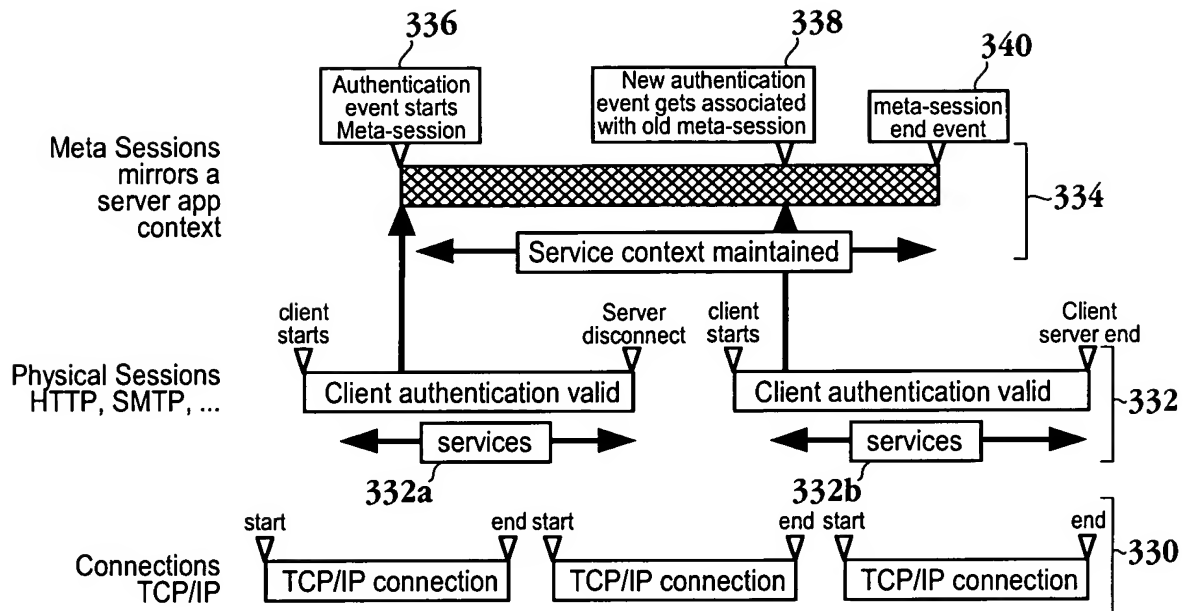 336
338
340
Authentication
event starts
Meta-session
New authentication
event gets associated
with old meta-session
meta-session
end event
Meta Sessions
mirrors a
server app
context
334
Service context maintained
client
starts
Server
disconnect
client
starts
Client
server end
Physical Sessions
HTTP, SMTP, ...
Client authentication valid
Client authentication valid
332
services
services
332a
332b
start
end
start
end
start
end
330
Connections
TCP/IP
TCP/IP connection
TCP/IP connection
TCP/IP connection